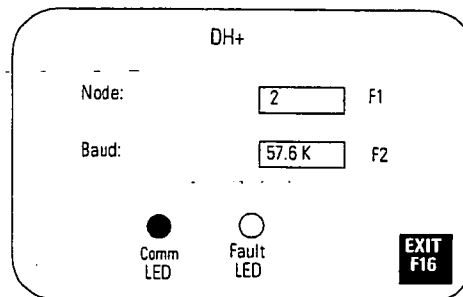 DH+
Node: 2 F1
Baud: 57.6 K F2
Comm LED
Fault LED
EXIT F16